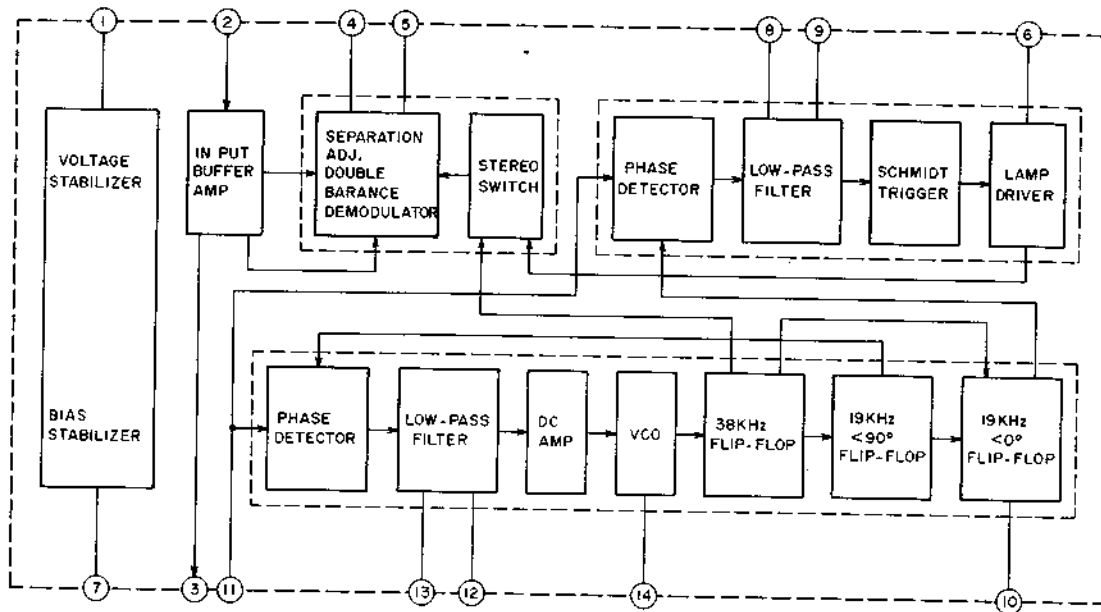 1
2
4
5
8
9
6
VOLTAGE
STABILIZER
BIAS
STABILIZER
IN PUT
BUFFER
AMP
SEPARATION
ADJ.
DOUBLE
BARANCE
DEMODULATOR
STEREO
SWITCH
PHASE
DETECTOR
LOW-PASS
FILTER
SCHMIDT
TRIGGER
LAMP
DRIVER
PHASE
DETECTOR
LOW-PASS
FILTER
DC
AMP
VCO
38KHz
FLIP-FLOP
19KHz
<90°
FLIP-FLOP
19KHz
<0°
FLIP-FLOP
7
3
11
13
12
14
10